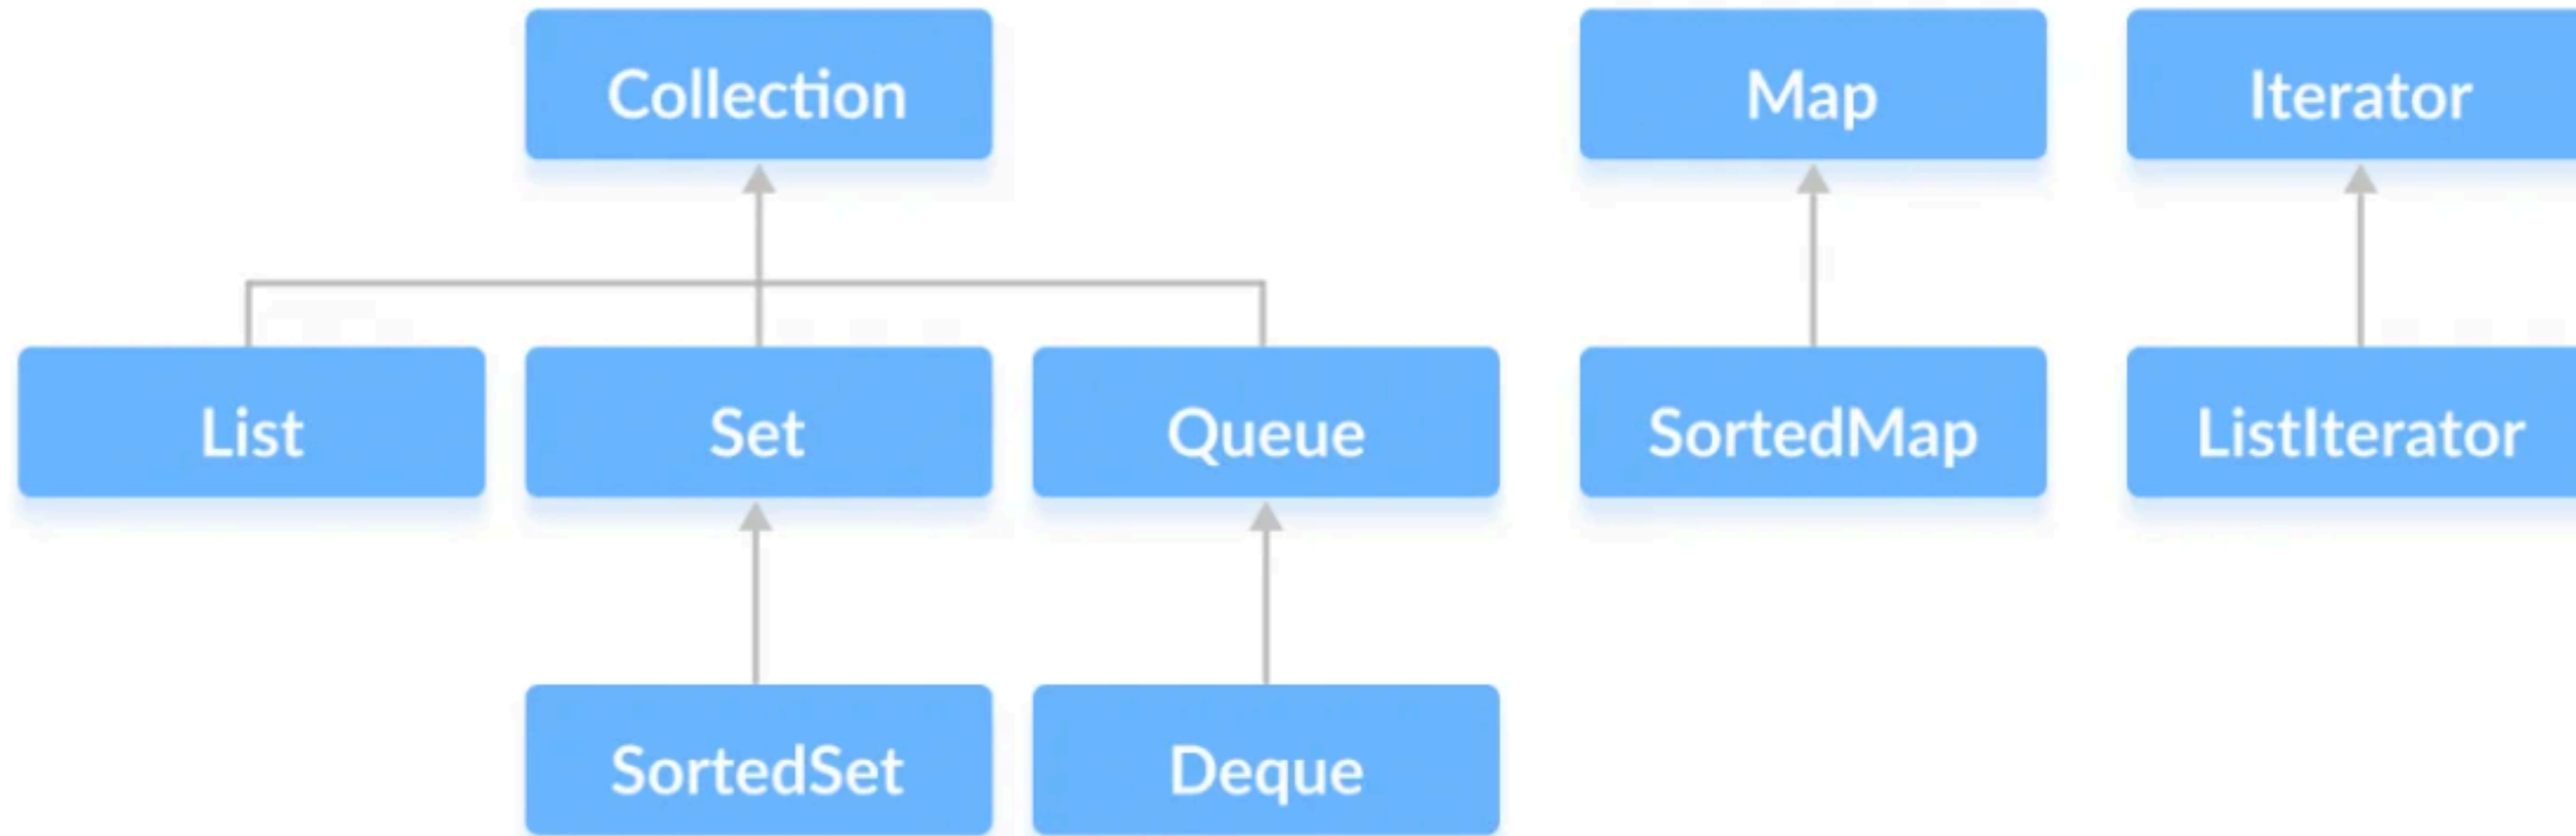 Collection
Map
Iterator
List
Set
Queue
SortedMap
ListIterator
SortedSet
Deque